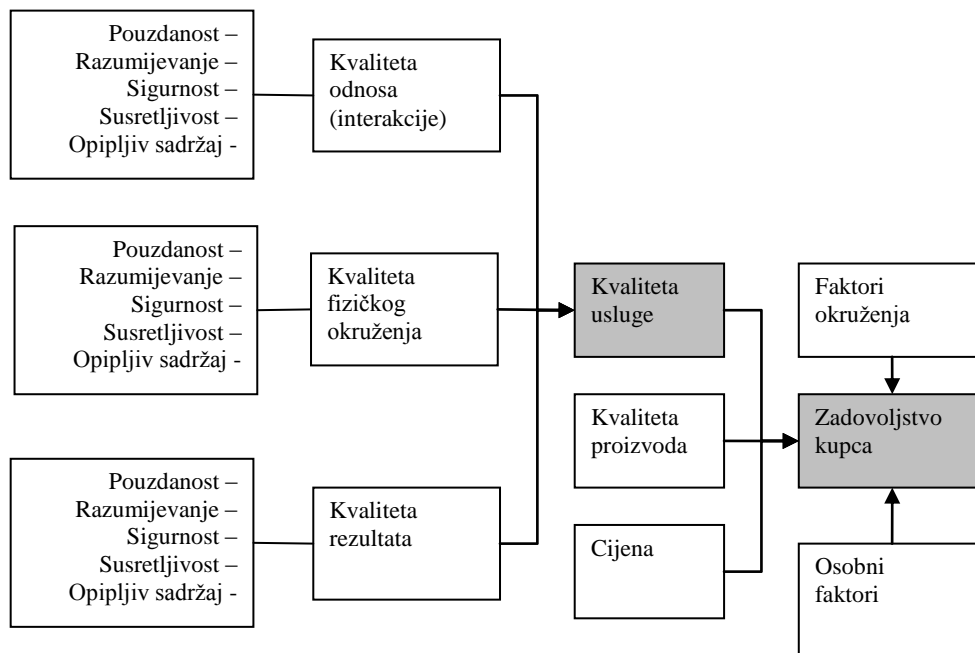 Pouzdanost –
Razumijevanje –
Sigurnost –
Susretljivost –
Opipljiv sadržaj -
Kvaliteta
odnosa
(interakcije)
Pouzdanost –
Razumijevanje –
Sigurnost –
Susretljivost –
Opipljiv sadržaj -
Kvaliteta
fizičkog
okruženja
Pouzdanost –
Razumijevanje –
Sigurnost –
Susretljivost –
Opipljiv sadržaj -
Kvaliteta
rezultata
Kvaliteta
usluge
Kvaliteta
proizvoda
Cijena
Faktori
okruženja
Zadovoljstvo
kupca
Osobni
faktori